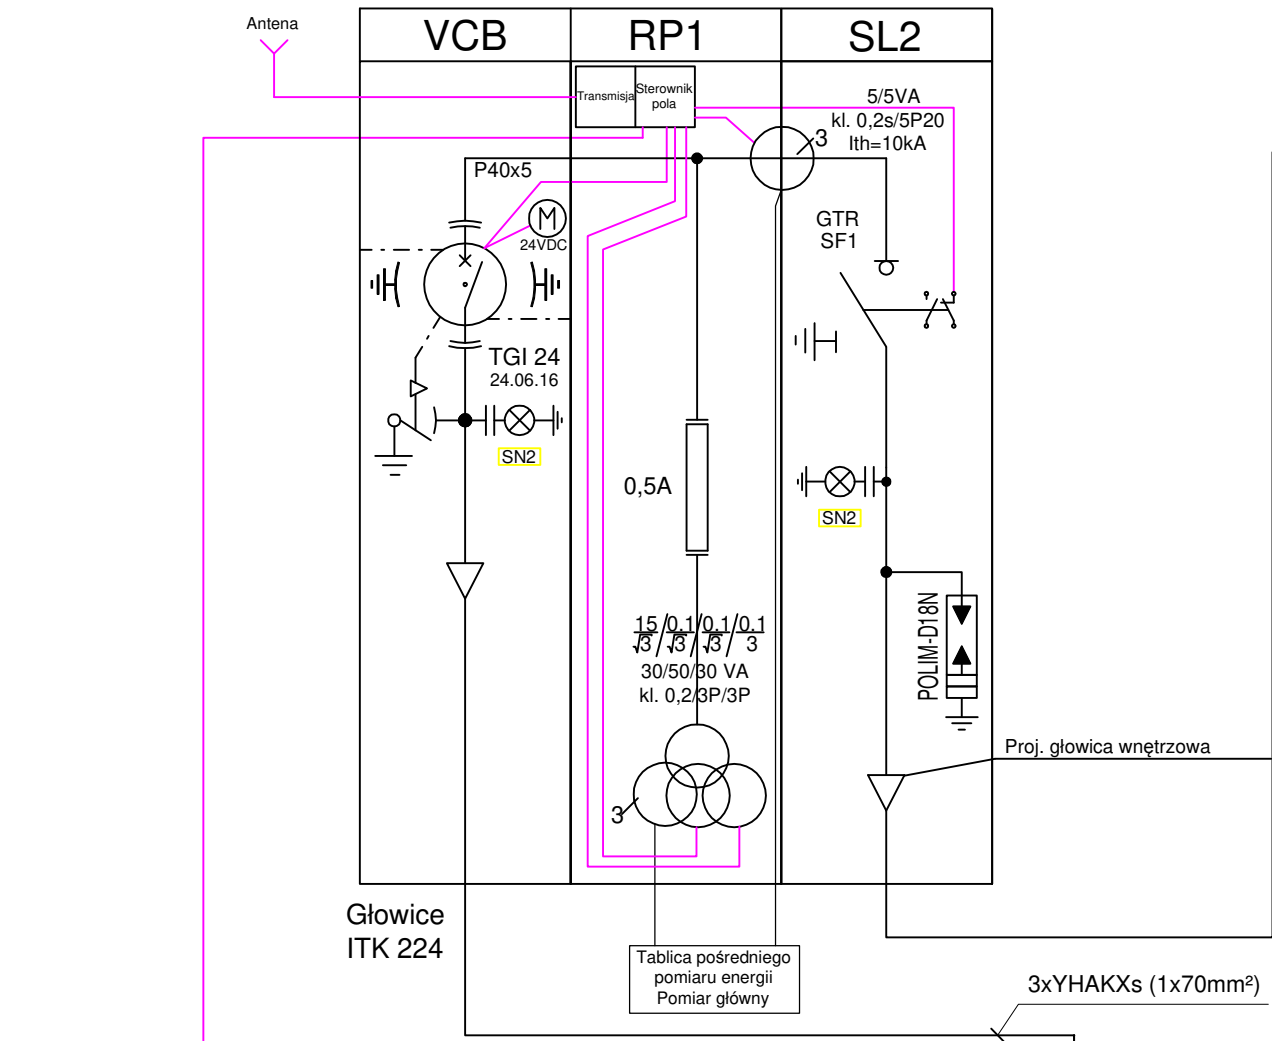 Antena
VCB
RP1
SL2
Transmisja
Sterownik
pola
5/5VA
kl. 0,2s/5P20
Ith=10kA
3
P40x5
M
24VDC
GTR
SF1
TGI 24
24.06.16
SN2
0,5A
SN2
15/√3/0.1/√3/0.1/√3/0.1/3
30/50/30 VA
kl. 0,2/3P/3P
POLIM-D18N
Proj. głowica wnętrzowa
3
Głowice
ITK 224
Tablica pośredniego
pomiaru energii
Pomiar główny
3xYHAKXs (1x70mm²)